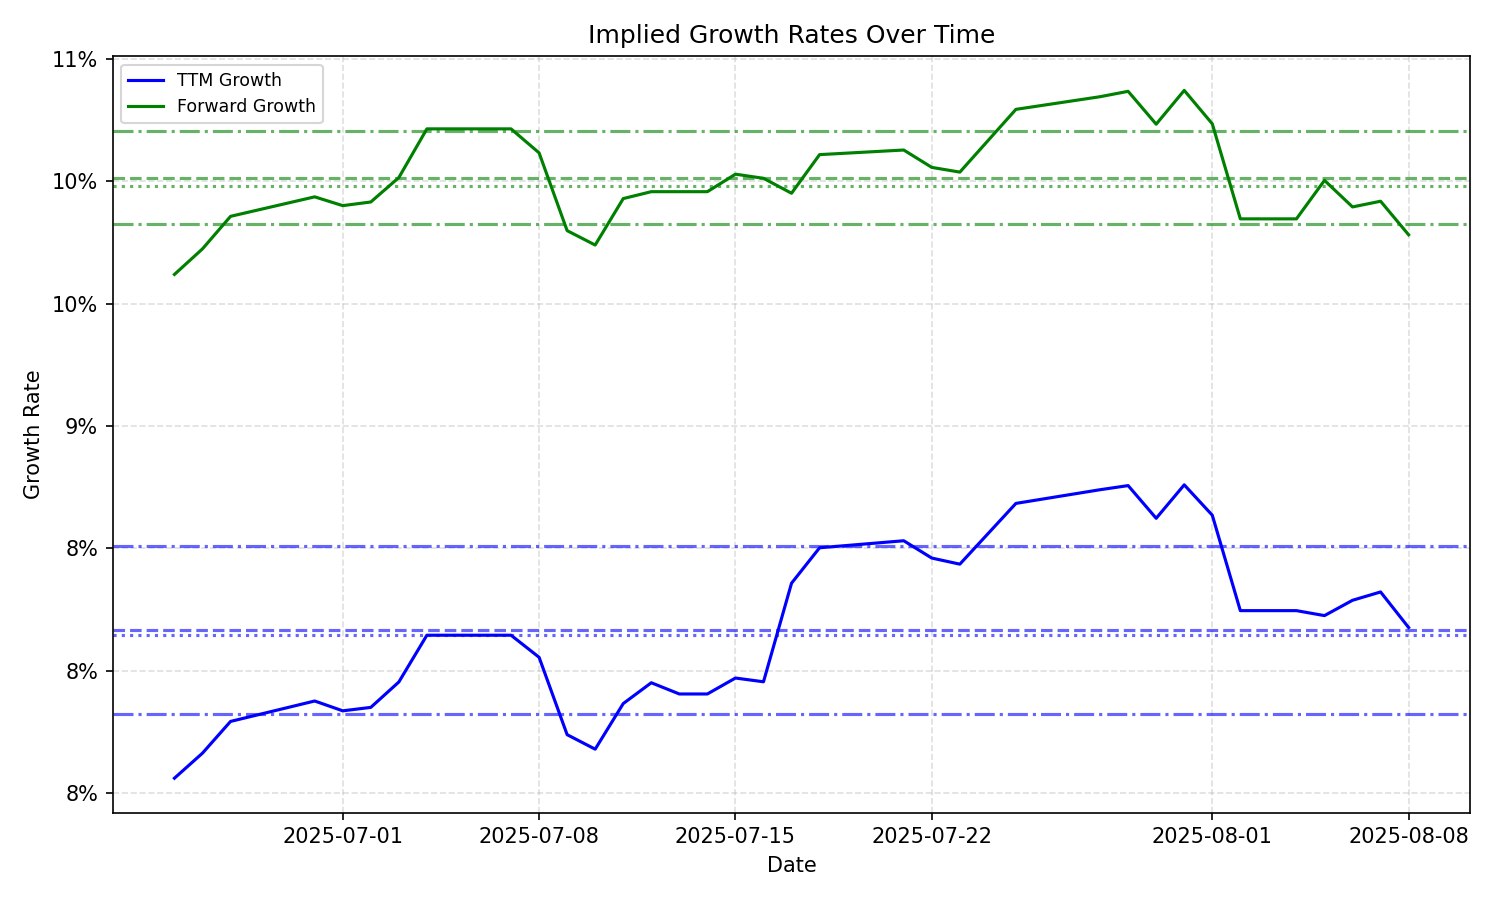 Implied Growth Rates Over Time
11%
10%
10%
9%
8%
8%
8%
Growth Rate
TTM Growth
Forward Growth
2025-07-01
2025-07-08
2025-07-15
2025-07-22
2025-08-01
2025-08-08
Date